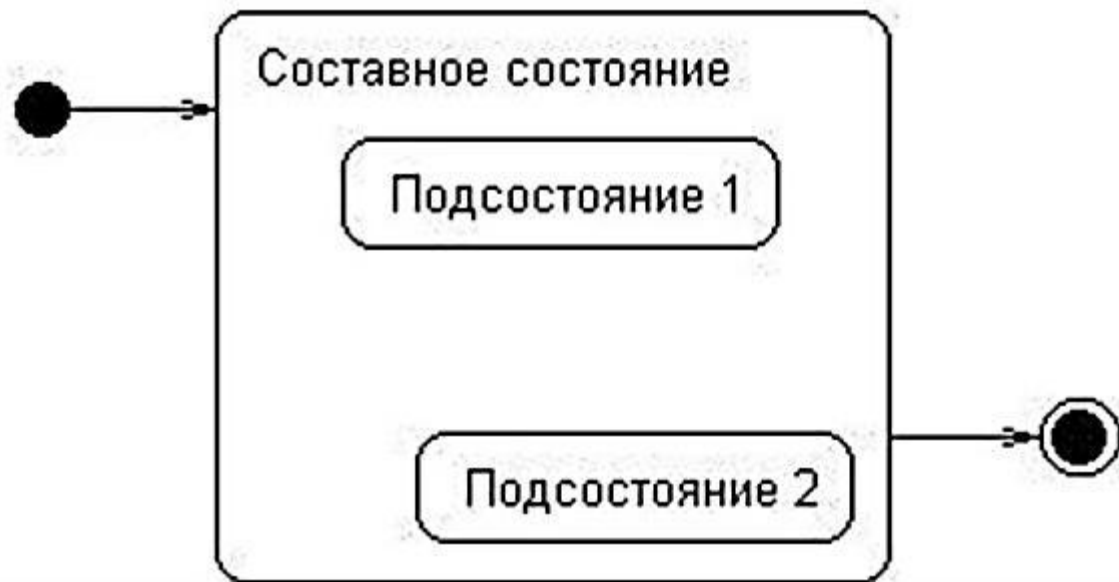 Составное состояние
Подсостояние 1
Подсостояние 2